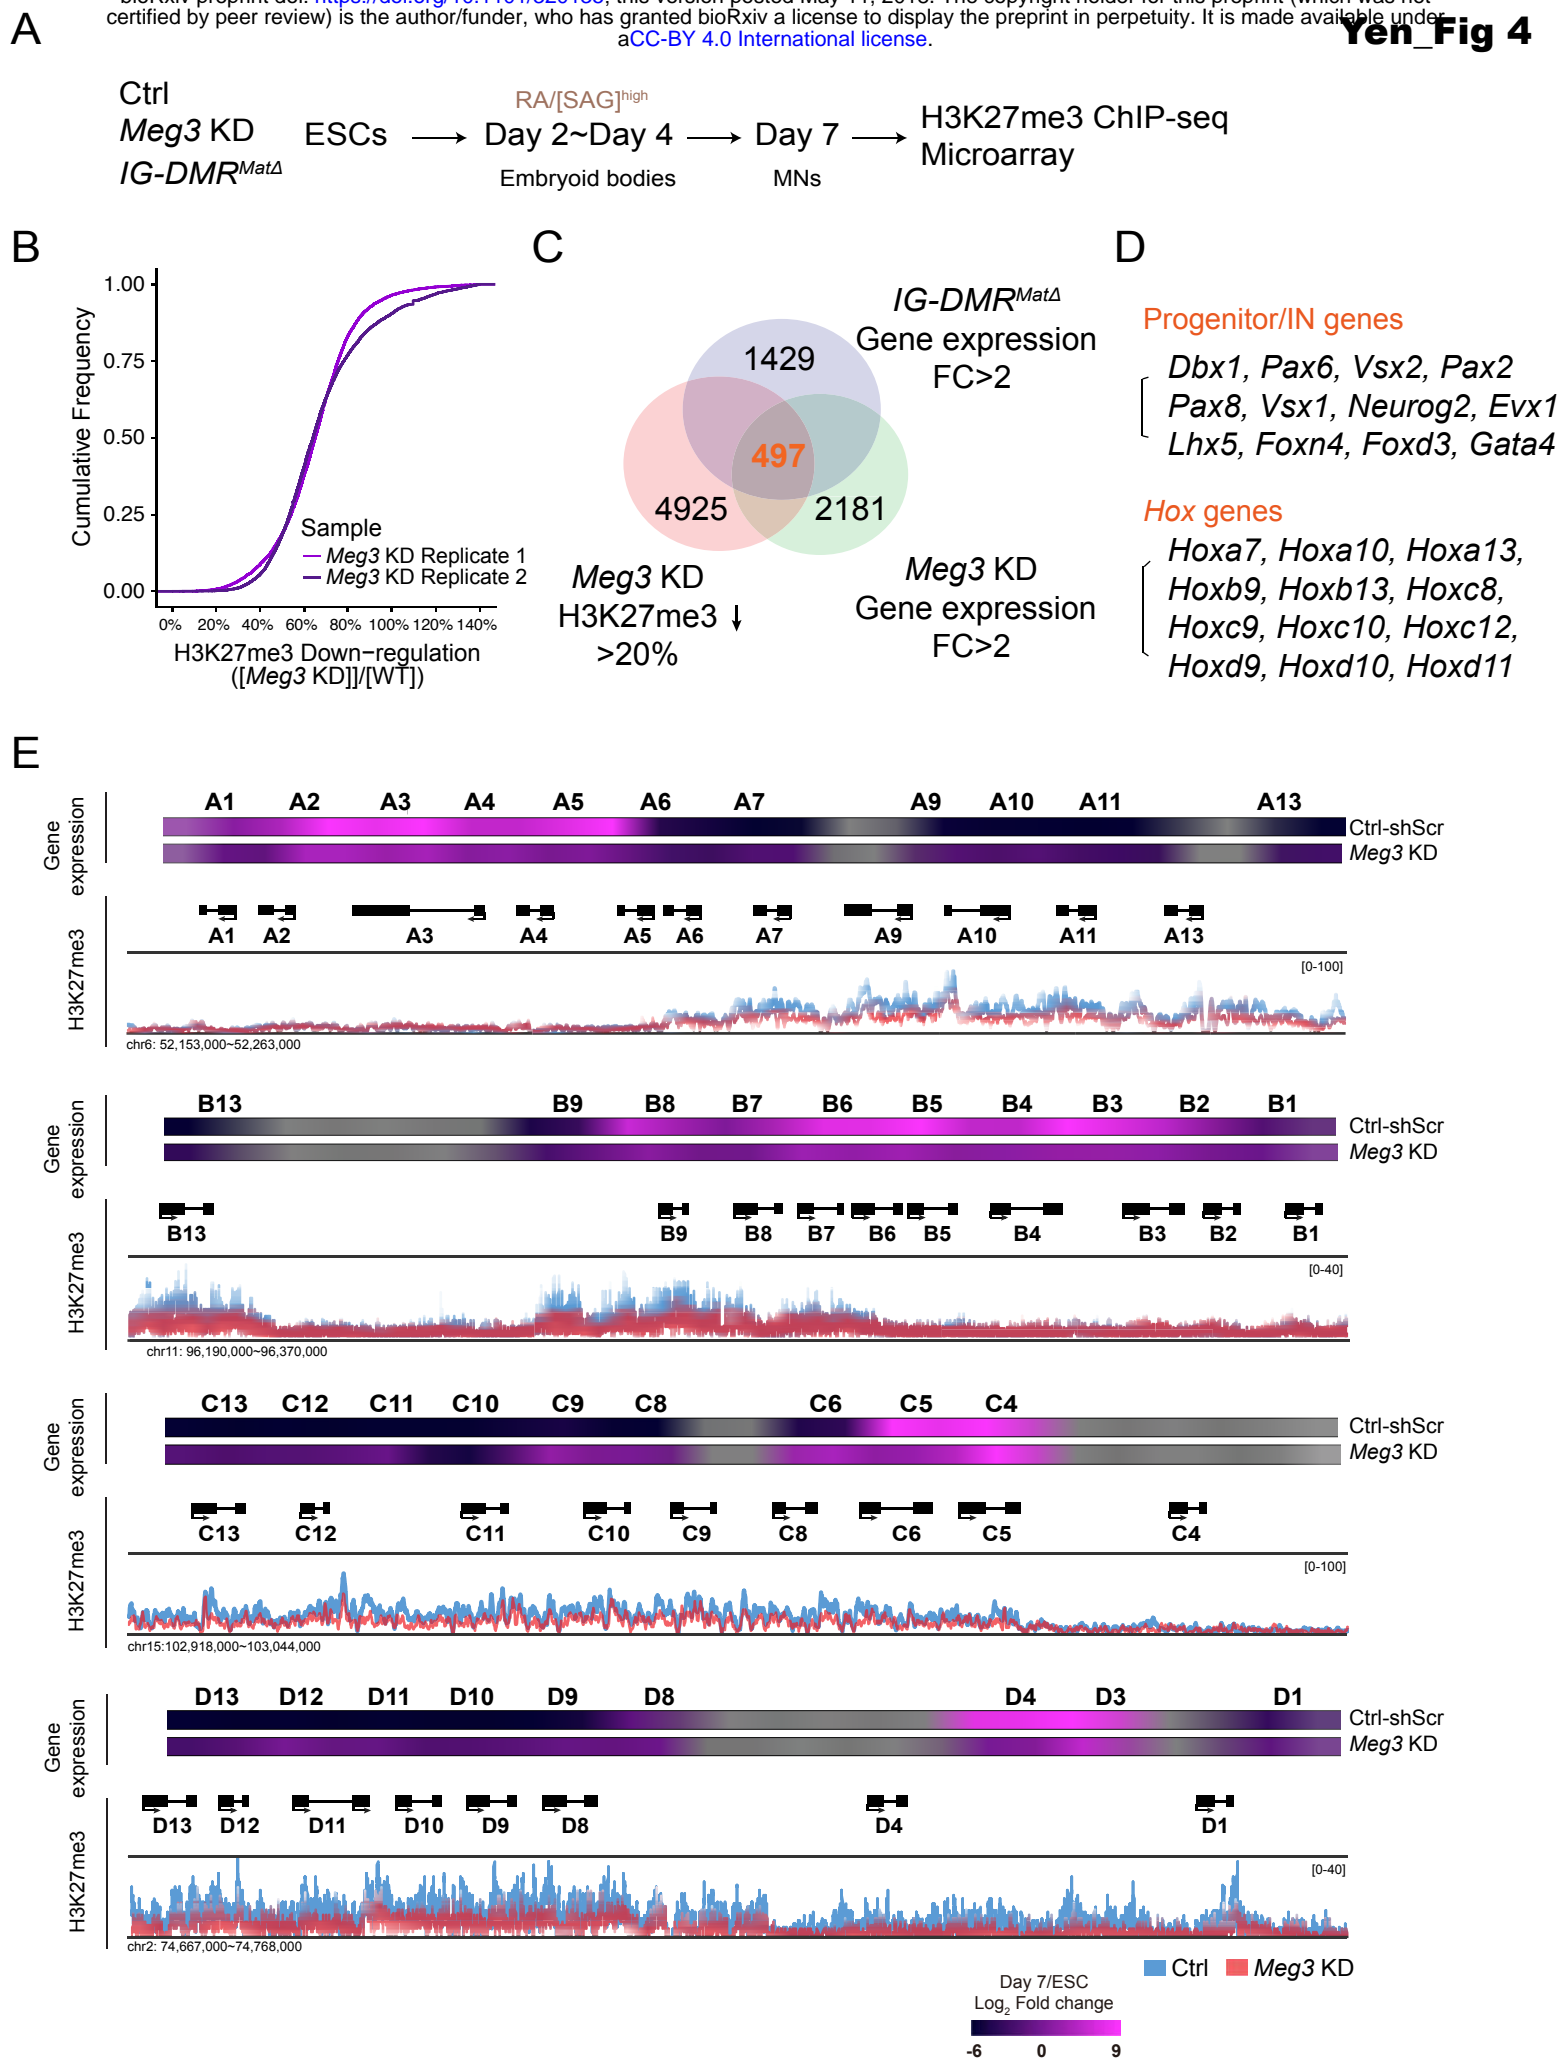 certified by peer review) is the author/funder, who has granted bioRxiv a license to display the preprint in perpetuity. It is made available under
aCC-BY 4.0 International license.
Yen_Fig 4
A
Ctrl
Meg3 KD
IG-DMR^MatΔ
ESCs
RA/[SAG]^high
Day 2~Day 4
Embryoid bodies
Day 7
MNs
H3K27me3 ChIP-seq
Microarray
B
Cumulative Frequency
1.00
0.75
0.50
0.25
0.00
Sample
Meg3 KD Replicate 1
Meg3 KD Replicate 2
0% 20% 40% 60% 80% 100% 120% 140%
H3K27me3 Down−regulation
([Meg3 KD]]/[WT])
C
IG-DMR^MatΔ
Gene expression
FC>2
1429
497
4925
2181
Meg3 KD
H3K27me3 ↓
>20%
Meg3 KD
Gene expression
FC>2
D
Progenitor/IN genes
Dbx1, Pax6, Vsx2, Pax2
Pax8, Vsx1, Neurog2, Evx1
Lhx5, Foxn4, Foxd3, Gata4
Hox genes
Hoxa7, Hoxa10, Hoxa13,
Hoxb9, Hoxb13, Hoxc8,
Hoxc9, Hoxc10, Hoxc12,
Hoxd9, Hoxd10, Hoxd11
E
Gene
expression
A1 A2 A3 A4 A5 A6 A7 A9 A10 A11 A13
Ctrl-shScr
Meg3 KD
H3K27me3
A1 A2 A3 A4 A5 A6 A7 A9 A10 A11 A13
[0-100]
chr6: 52,153,000~52,263,000
Gene
expression
B13 B9 B8 B7 B6 B5 B4 B3 B2 B1
Ctrl-shScr
Meg3 KD
H3K27me3
B13 B9 B8 B7 B6 B5 B4 B3 B2 B1
[0-40]
chr11: 96,190,000~96,370,000
Gene
expression
C13 C12 C11 C10 C9 C8 C6 C5 C4
Ctrl-shScr
Meg3 KD
H3K27me3
C13 C12 C11 C10 C9 C8 C6 C5 C4
[0-100]
chr15:102,918,000~103,044,000
Gene
expression
D13 D12 D11 D10 D9 D8 D4 D3 D1
Ctrl-shScr
Meg3 KD
H3K27me3
D13 D12 D11 D10 D9 D8 D4 D1
[0-40]
chr2: 74,667,000~74,768,000
Ctrl Meg3 KD
Day 7/ESC
Log₂ Fold change
-6 0 9